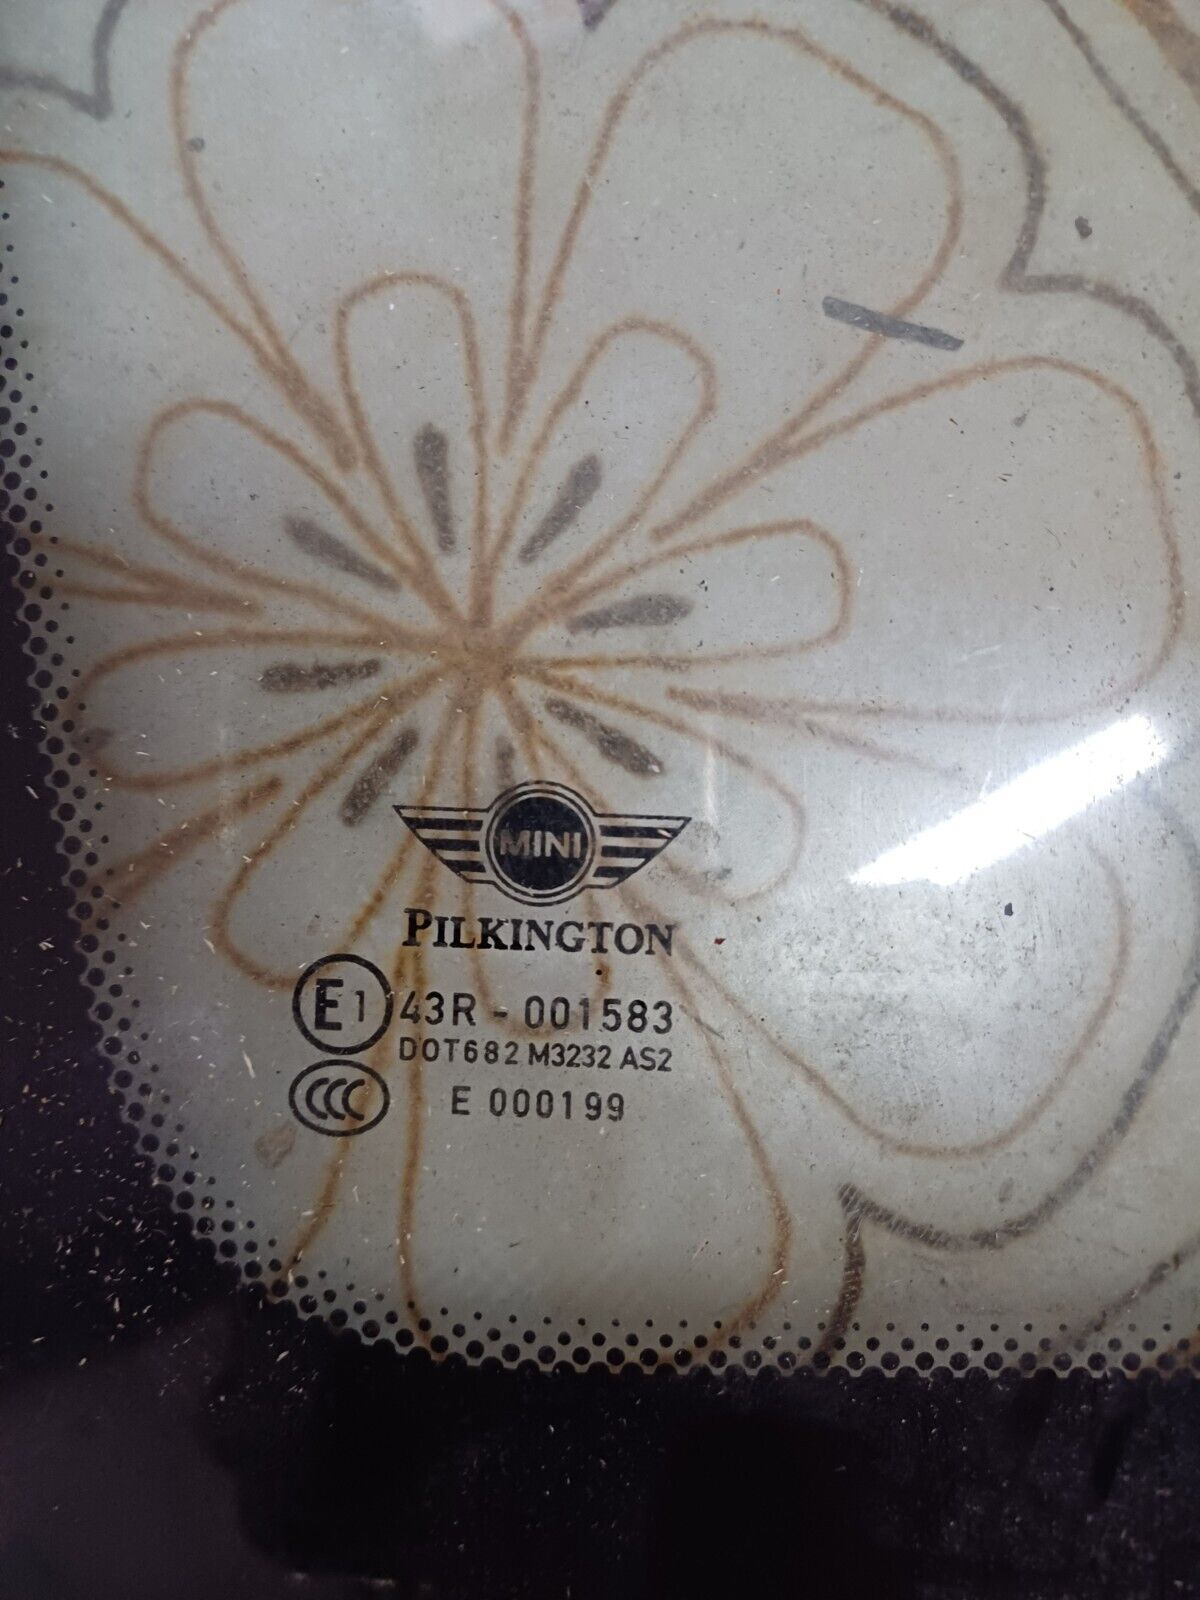 MINI
PILKINGTON
E1 43R - 001583
DOT682 M3232 AS2
CCC E 000199